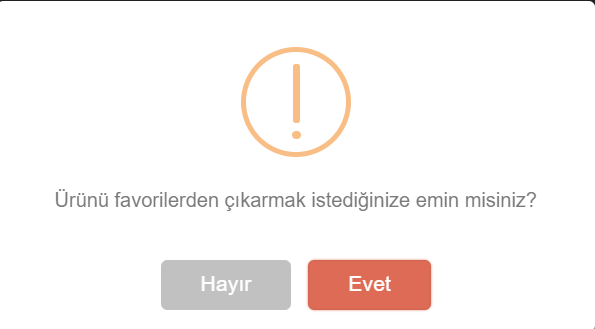 Ürünü favorilerden çıkarmak istediğinize emin misiniz?
Hayır
Evet